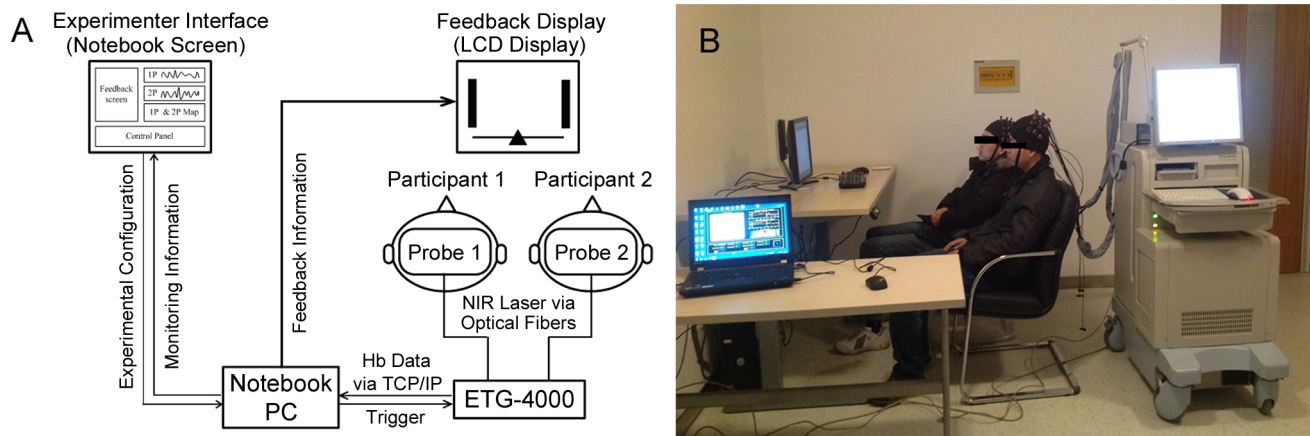 A
Experimenter Interface
(Notebook Screen)
Feedback
screen
1P
2P
1P & 2P Map
Control Panel
Feedback Display
(LCD Display)
Experimental Configuration
Monitoring Information
Feedback Information
Participant 1
Participant 2
Probe 1
Probe 2
NIR Laser via
Optical Fibers
Notebook
PC
Hb Data
via TCP/IP
Trigger
ETG-4000
B